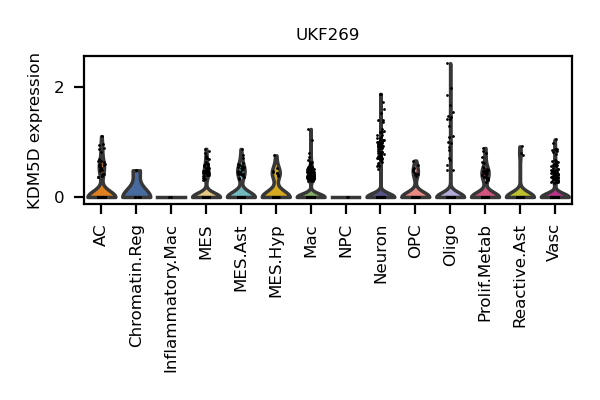 UKF269
KDM5D expression
2
0
AC
Chromatin.Reg
Inflammatory.Mac
MES
MES.Ast
MES.Hyp
Mac
NPC
Neuron
OPC
Oligo
Prolif.Metab
Reactive.Ast
Vasc